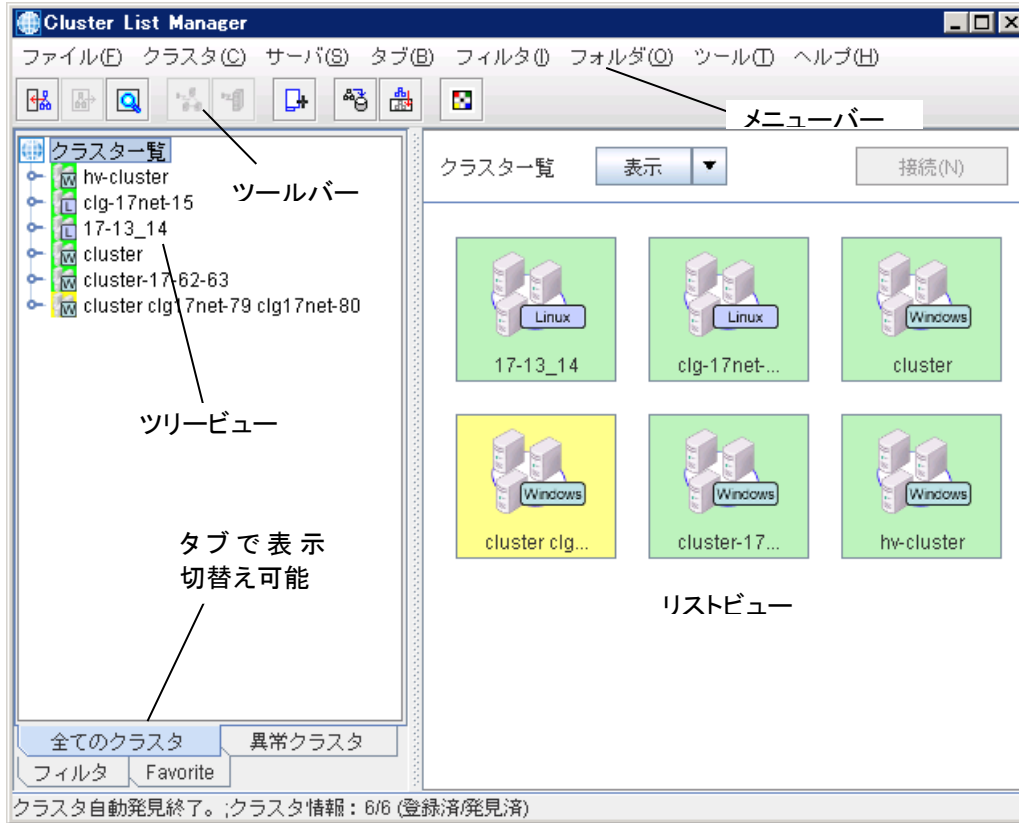 Cluster List Manager
ファイル(F) クラスタ(C) サーバ(S) タブ(B) フィルタ(I) フォルダ(O) ツール(T) ヘルプ(H)
メニューバー
クラスター覧
hv-cluster
clg-17net-15
17-13_14
cluster
cluster-17-62-63
cluster clg17net-79 clg17net-80
ツールバー
ツリービュー
タブで表示
切替え可能
クラスター覧 表示 接続(N)
Linux Linux Windows
17-13_14 clg-17net-... cluster
Windows Windows Windows
cluster clg... cluster-17... hv-cluster
リストビュー
全てのクラスタ 異常クラスタ
フィルタ Favorite
クラスタ自動発見終了。;クラスタ情報：6/6 (登録済/発見済)